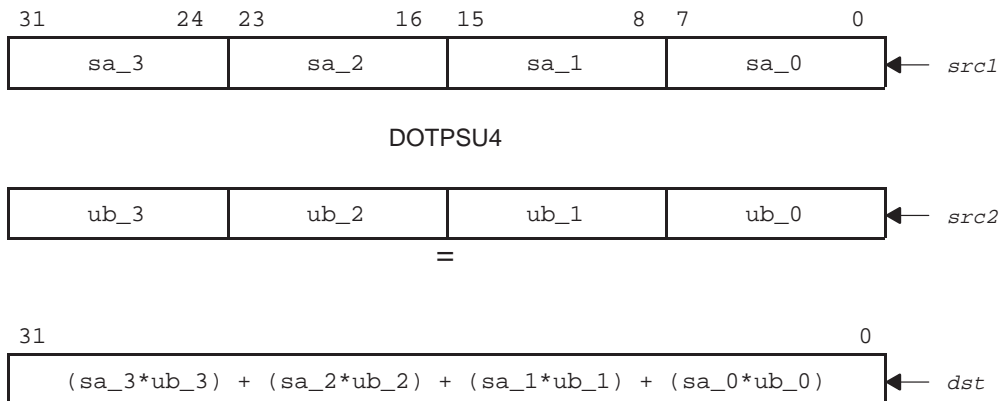 31 24 23 16 15 8 7 0
sa_3 sa_2 sa_1 sa_0 src1
DOTPSU4
ub_3 ub_2 ub_1 ub_0 src2
=
31 0
(sa_3*ub_3) + (sa_2*ub_2) + (sa_1*ub_1) + (sa_0*ub_0) dst